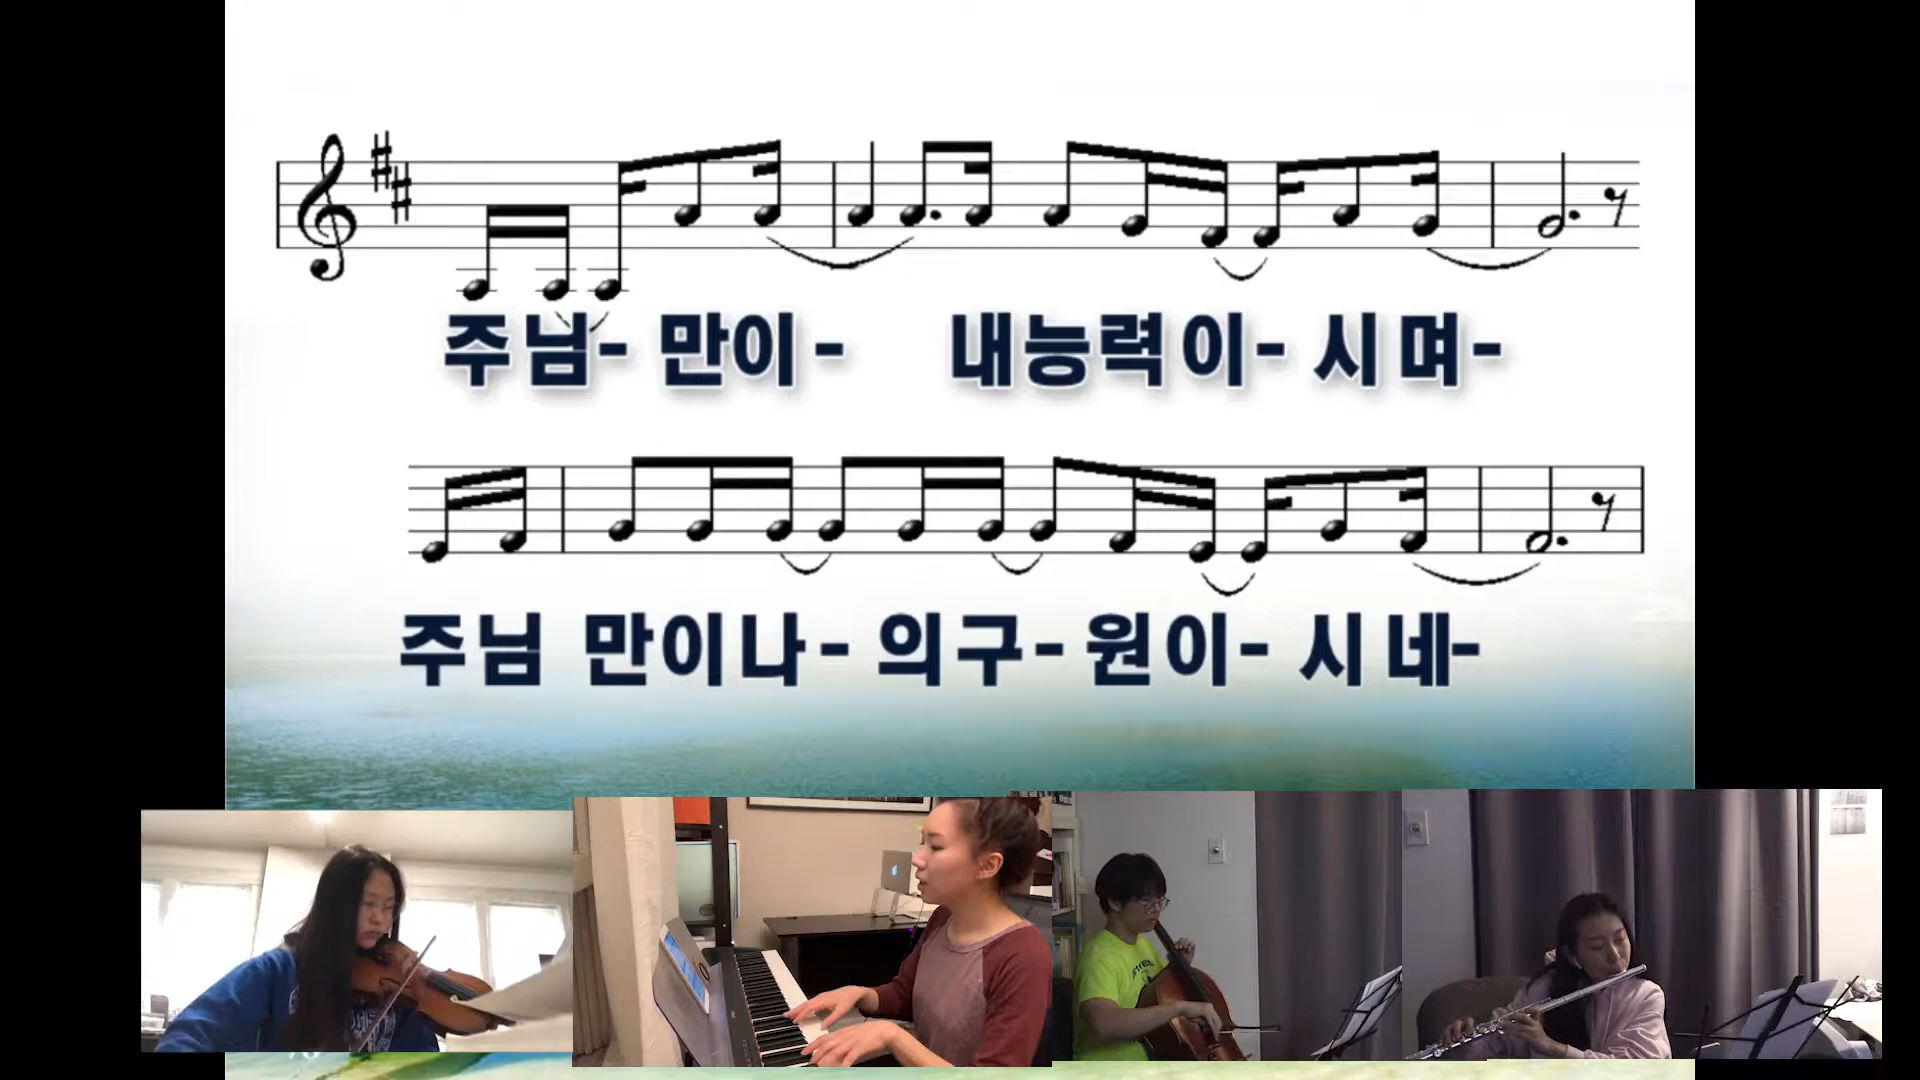 주님- 만이- 내능력이- 시며-
주님 만이나- 의구- 원이- 시네-